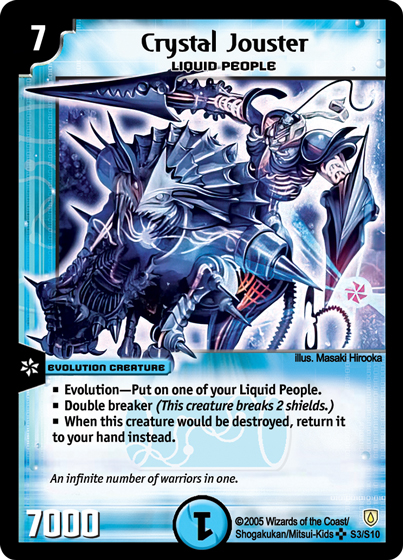 7
Crystal Jouster
LIQUID PEOPLE
illus. Masaki Hirooka
EVOLUTION CREATURE
■ Evolution—Put on one of your Liquid People.
■ Double breaker (This creature breaks 2 shields.)
■ When this creature would be destroyed, return it
to your hand instead.
An infinite number of warriors in one.
7000
1
©2005 Wizards of the Coast/
Shogakukan/Mitsui-Kids S3/S10